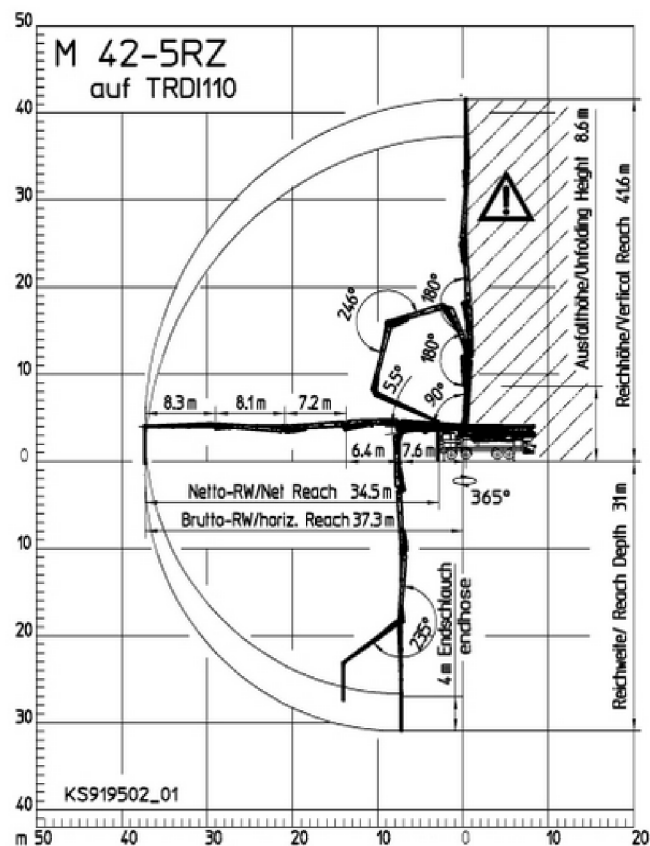 M 42-5RZ
auf TRDI110
50
40
30
20
10
0
10
20
30
40
m 50 40 30 20 10 0 10 20
Ausfalthöhe/Unfolding Height 8.6 m
Reichhöhe/Vertical Reach 41.6 m
246°
180°
180°
5.5°
90°
8.3 m
8.1 m
7.2 m
6.4 m
7.6 m
365°
Netto-RW/Net Reach 34.5 m
Brutto-RW/horiz. Reach 37.3 m
Reichweite/ Reach Depth 31 m
235°
4 m Endschlauch
endhose
KS919502_01